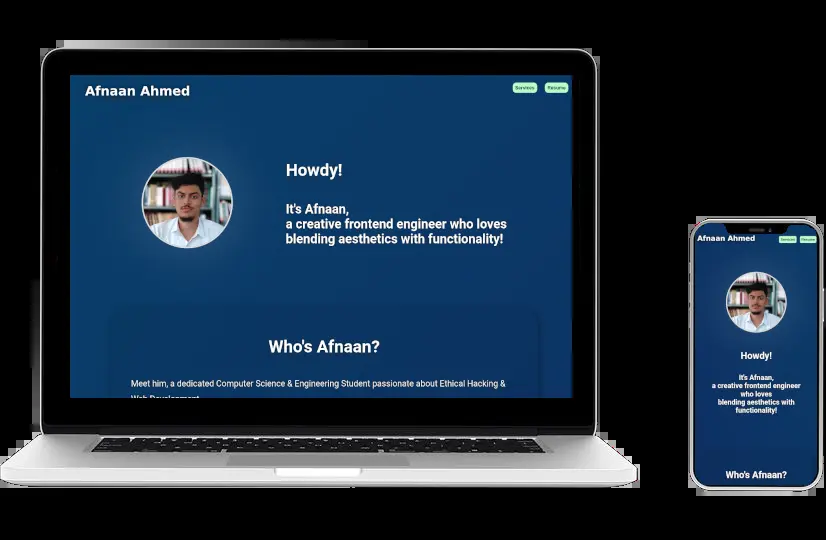 Afnaan Ahmed
Services
Resume
Howdy!
It's Afnaan,
a creative frontend engineer who loves
blending aesthetics with functionality!
Who's Afnaan?
Meet him, a dedicated Computer Science & Engineering Student passionate about Ethical Hacking &
Web Development
Afnaan Ahmed
Services
Resume
Howdy!
It's Afnaan,
a creative frontend engineer
who loves
blending aesthetics with
functionality!
Who's Afnaan?